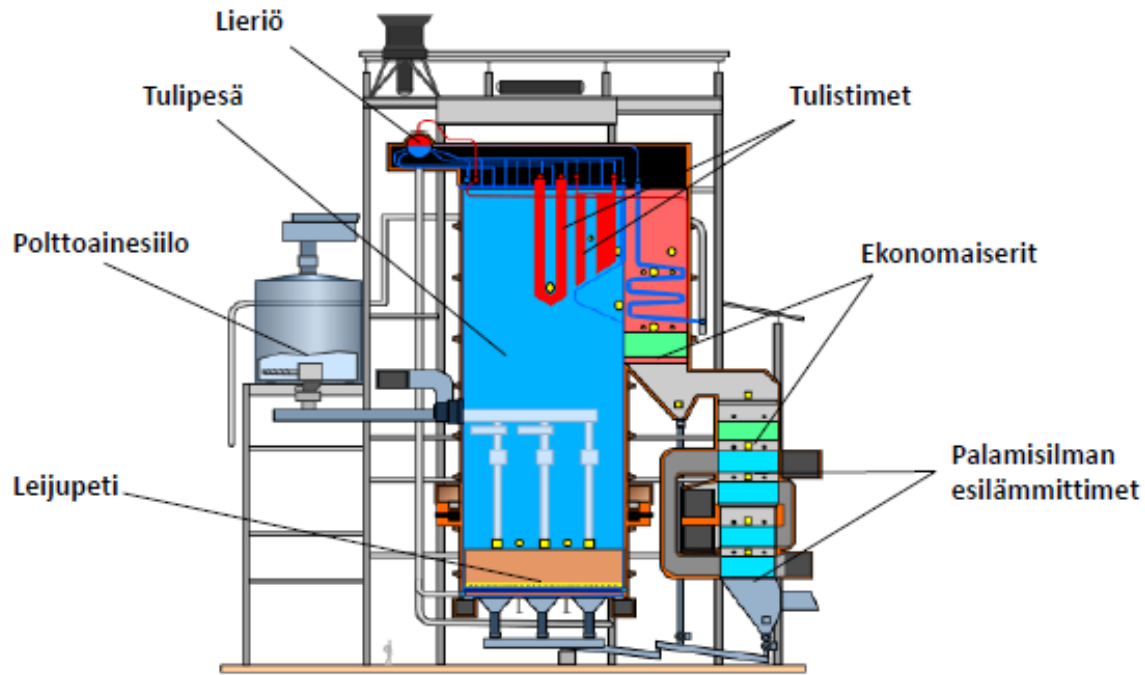 Lieriö
Tulipesä
Tulistimet
Polttoainesiilo
Ekonomaiserit
Leijupeti
Palamisilman
esilämmittimet